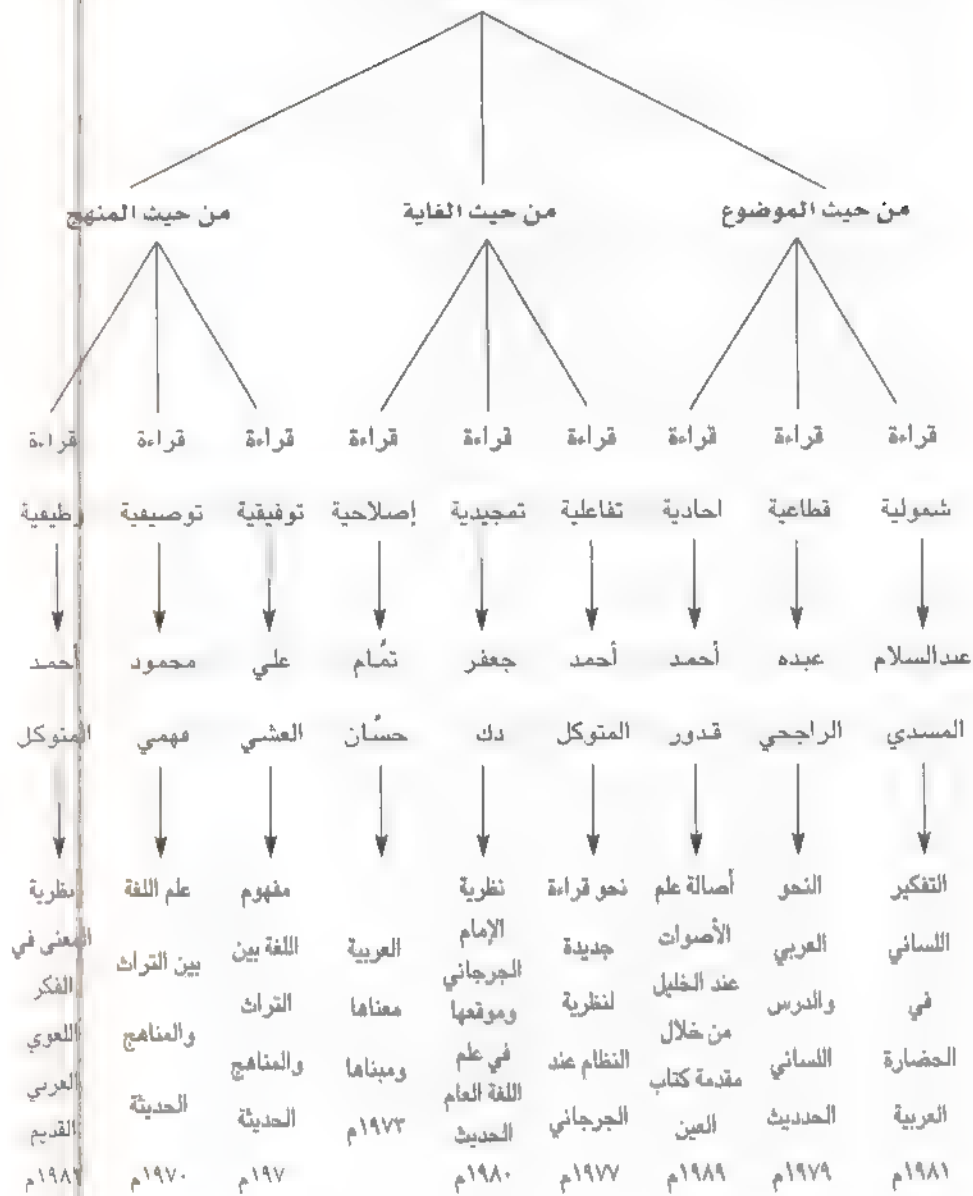 من حيث الموضوع من حيث الغاية من حيث المنهج
قراءة قراءة قراءة قراءة قراءة قراءة قراءة قراءة قراءة
شمولية قطاعية احادية تفاعلية تمجيدية إصلاحية توفيقية توصيفية وظيفية
عبدالسلام عبده أحمد أحمد جعفر تمّام علي محمود أحمد
المسدي الراجحي قدور المتوكل دك حسّان العشي فهمي المتوكل
التفكير
اللساني
في
الحضارة
العربية
١٩٨١م
النحو
العربي
والدرس
اللساني
الحدديث
١٩٧٩م
أصالة علم
الأصوات
عند الخليل
من خلال
مقدمة كتاب
العين
١٩٨٩م
نحو قراءة
جديدة
لنظرية
النظام عند
الجرجاني
١٩٧٧م
نظرية
الإمام
الجرجاني
وموقعها
في علم
اللغة العام
الحديث
١٩٨٠م
العربية
معناها
ومبناها
١٩٧٣م
مفهوم
اللغة بين
التراث
والمناهج
الحديثة
١٩٧م
علم اللغة
بين التراث
والمناهج
الحديثة
١٩٧٠م
نظرية
المعنى في
الفكر
اللغوي
العربي
القديم